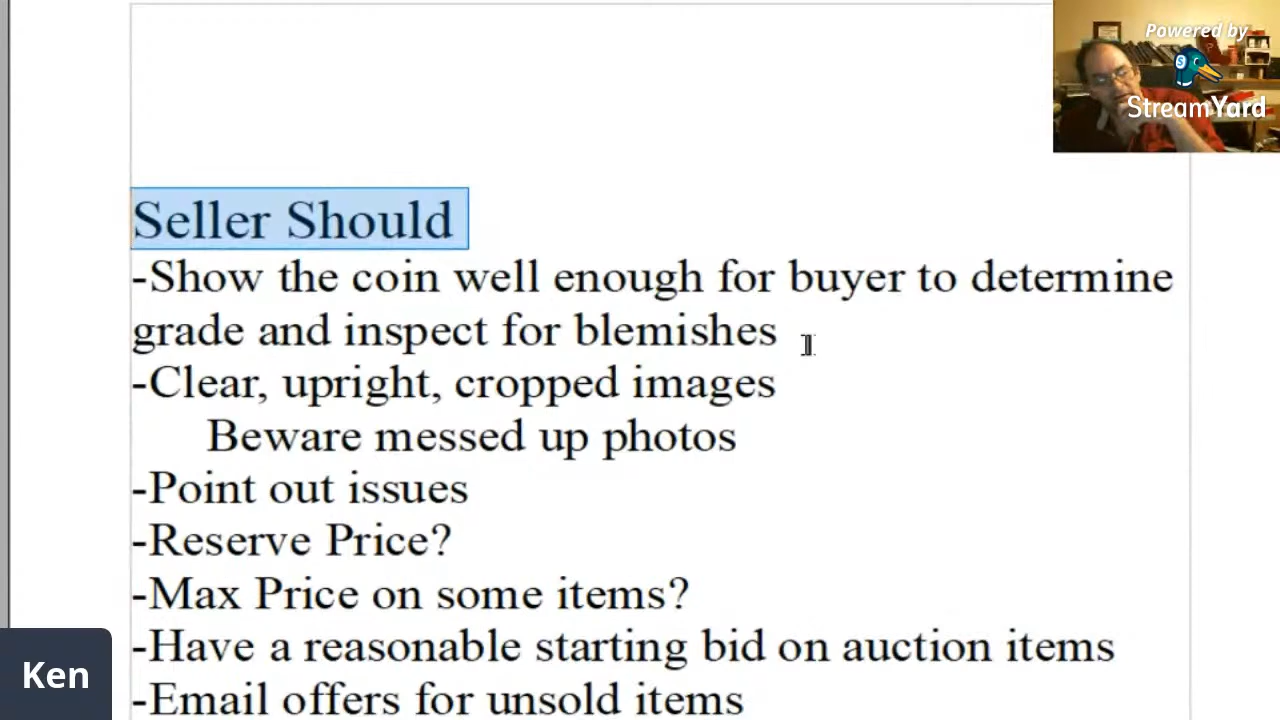 Powered by
StreamYard
Seller Should
-Show the coin well enough for buyer to determine
grade and inspect for blemishes
-Clear, upright, cropped images
Beware messed up photos
-Point out issues
-Reserve Price?
-Max Price on some items?
-Have a reasonable starting bid on auction items
-Email offers for unsold items
Ken